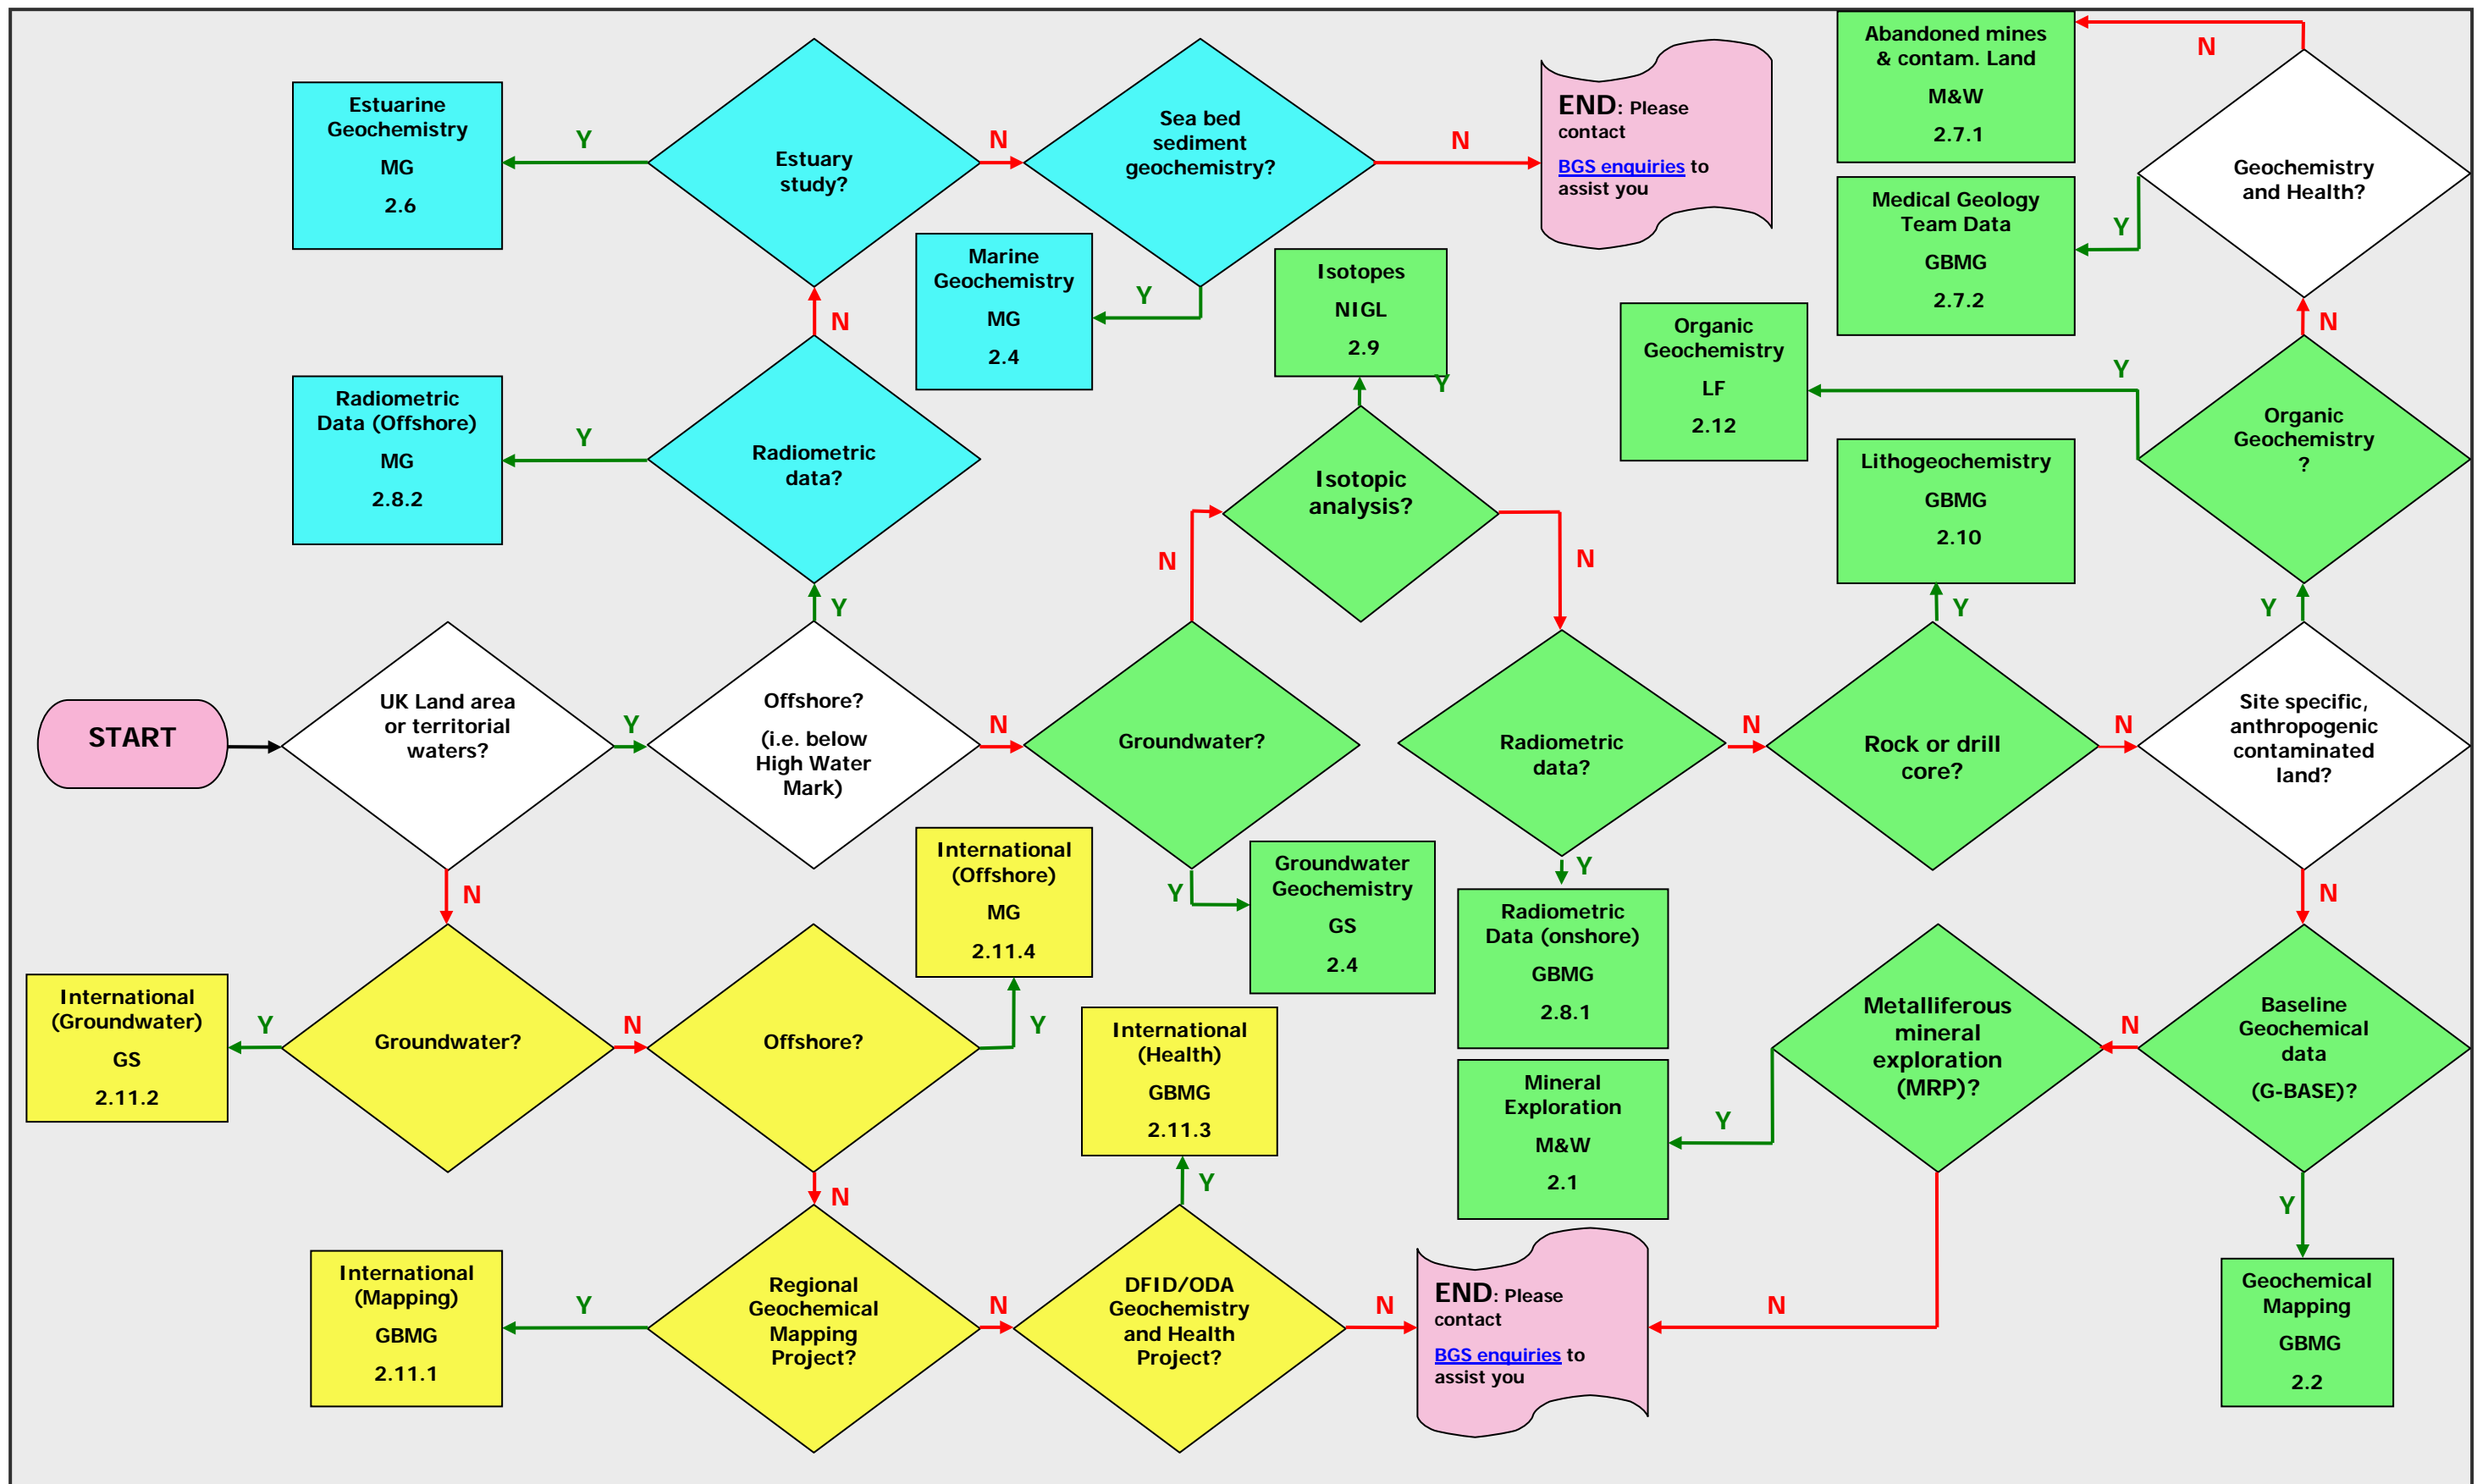 Estuarine
Geochemistry
MG
2.6
Y
Estuary
study?
N
Sea bed
sediment
geochemistry?
N
END: Please
contact
BGS enquiries to
assist you
Abandoned mines
& contam. Land
M&W
2.7.1
N
Geochemistry
and Health?
Medical Geology
Team Data
GBMG
2.7.2
Y
Marine
Geochemistry
MG
2.4
Y
Isotopes
NIGL
2.9
Y
N
N
Organic
Geochemistry
LF
2.12
Y
Organic
Geochemistry
?
Radiometric
Data (Offshore)
MG
2.8.2
Y
Radiometric
data?
Isotopic
analysis?
Lithogeochemistry
GBMG
2.10
N
N
Y
Y
Y
START
UK Land area
or territorial
waters?
Y
Offshore?
(i.e. below
High Water
Mark)
N
Groundwater?
Radiometric
data?
N
Rock or drill
core?
N
Site specific,
anthropogenic
contaminated
land?
N
Y
Y
N
International
(Offshore)
MG
2.11.4
Groundwater
Geochemistry
GS
2.4
Radiometric
Data (onshore)
GBMG
2.8.1
International
(Groundwater)
GS
2.11.2
Y
Groundwater?
N
Offshore?
Y
International
(Health)
GBMG
2.11.3
Metalliferous
mineral
exploration
(MRP)?
N
Baseline
Geochemical
data
(G-BASE)?
Mineral
Exploration
M&W
2.1
Y
N
Y
Y
International
(Mapping)
GBMG
2.11.1
Y
Regional
Geochemical
Mapping
Project?
N
DFID/ODA
Geochemistry
and Health
Project?
N
END: Please
contact
BGS enquiries to
assist you
N
Geochemical
Mapping
GBMG
2.2